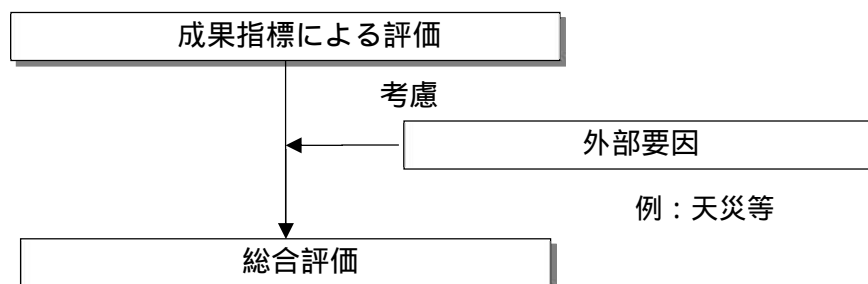 成果指標による評価
考慮
外部要因
例：天災等
総合評価